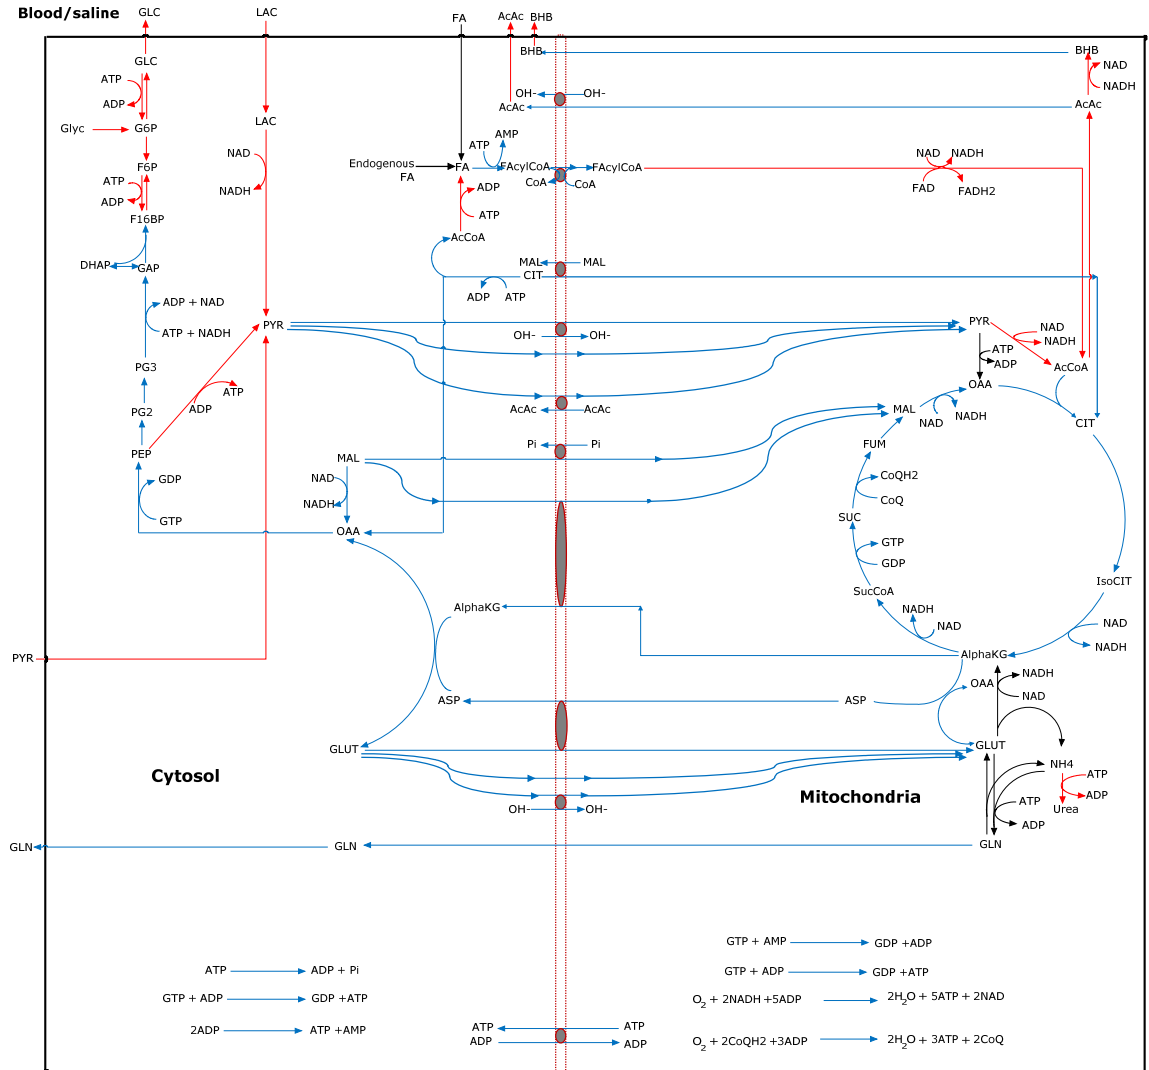 Blood/saline
GLC
LAC
FA
AcAc
BHB
GLC
BHB
BHB
ATP
ADP
NAD
NADH
OH-
OH-
AcAc
AcAc
Glyc
G6P
LAC
AMP
ATP
NAD
NADH
F6P
Endogenous
FA
FA
FAcylCoA
FAcylCoA
CoA
CoA
NAD
NADH
FAD
FADH2
ATP
ADP
NADH
ADP
ATP
F16BP
AcCoA
DHAP
GAP
MAL
MAL
CIT
ADP
ATP
ADP + NAD
ATP + NADH
PYR
OH-
OH-
PYR
NAD
NADH
ATP
ADP
PG3
AcCoA
OAA
ATP
ADP
PG2
AcAc
AcAc
MAL
NAD
NADH
CIT
PEP
MAL
Pi
Pi
FUM
GDP
GTP
NAD
NADH
CoQH2
CoQ
SUC
OAA
GTP
GDP
IsoCIT
SucCoA
AlphaKG
NADH
NAD
NAD
NADH
PYR
AlphaKG
OAA
NADH
NAD
ASP
ASP
GLUT
GLUT
NH4
ATP
ADP
Urea
Cytosol
Mitochondria
OH-
OH-
ATP
ADP
GLN
GLN
GLN
GTP + AMP
GDP +ADP
ATP
ADP + Pi
GTP + ADP
GDP +ATP
GTP + ADP
GDP +ATP
O2 + 2NADH +5ADP
2H2O + 5ATP + 2NAD
2ADP
ATP +AMP
ATP
ATP
ADP
ADP
O2 + 2CoQH2 +3ADP
2H2O + 3ATP + 2CoQ